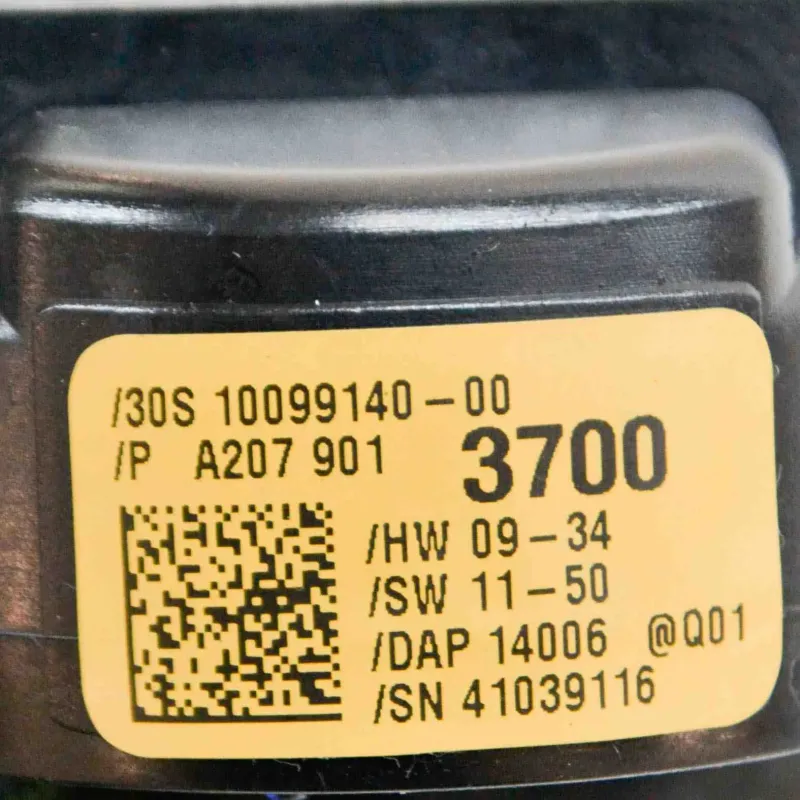 /30S 10099140-00
/P A207 901 3700
/HW 09-34
/SW 11-50
/DAP 14006 @Q01
/SN 41039116